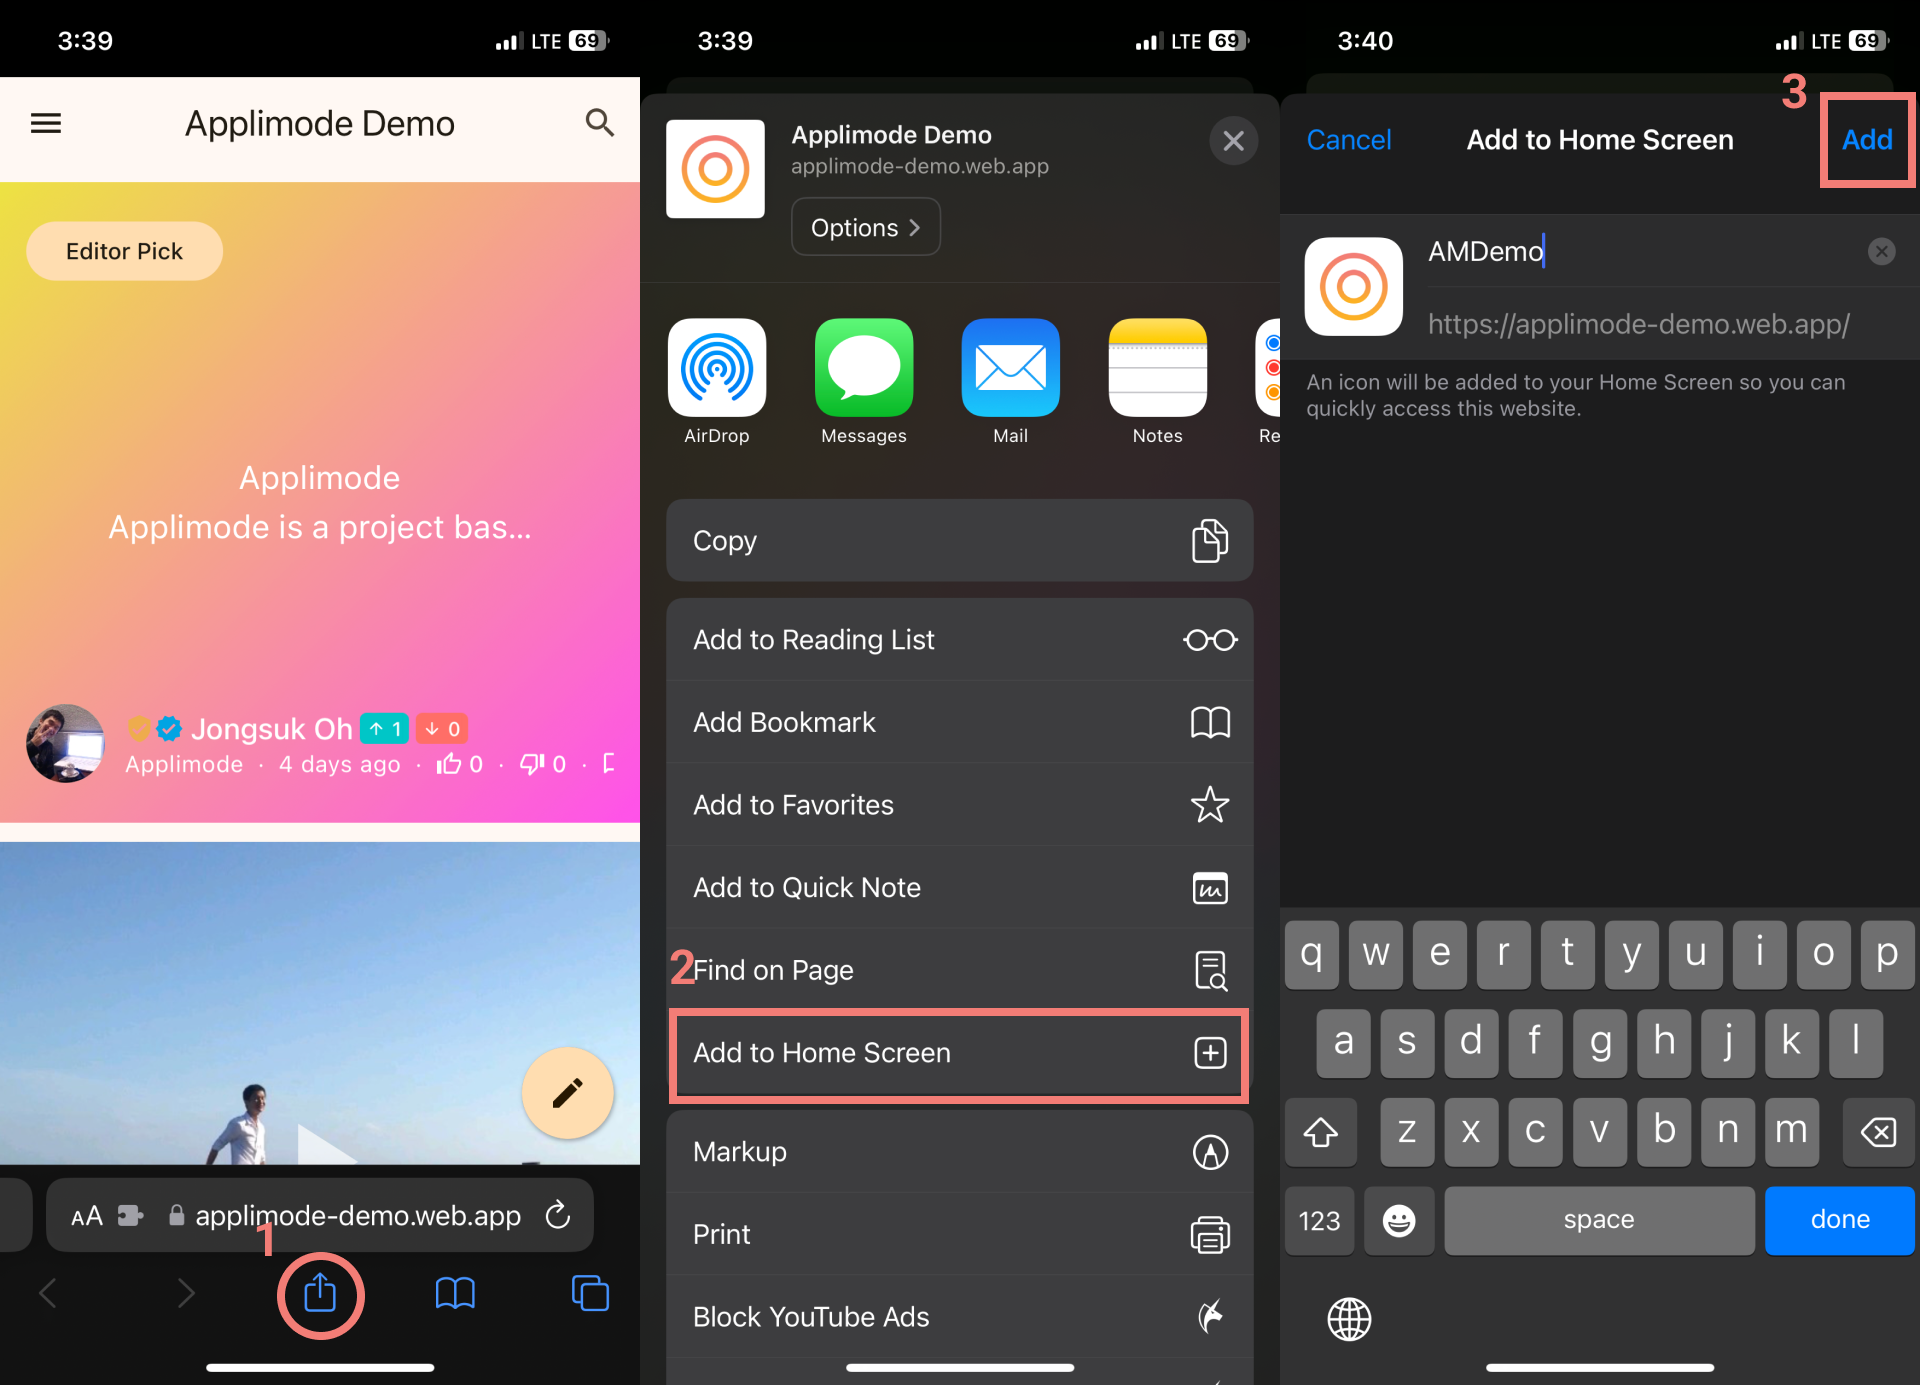 3:39
LTE 69
Applimode Demo
Editor Pick
Applimode
Applimode is a project bas...
Jongsuk Oh ↑ 1 ↓ 0
Applimode · 4 days ago · 0 · 0 ·
AA applimode-demo.web.app
1
3:39
LTE 69
Applimode Demo
applimode-demo.web.app
Options >
AirDrop
Messages
Mail
Notes
Re
Copy
Add to Reading List
Add Bookmark
Add to Favorites
Add to Quick Note
2
Find on Page
Add to Home Screen
Markup
Print
Block YouTube Ads
3:40
LTE 69
3
Cancel
Add to Home Screen
Add
AMDemo
https://applimode-demo.web.app/
An icon will be added to your Home Screen so you can
quickly access this website.
q w e r t y u i o p
a s d f g h j k l
z x c v b n m
123 space done